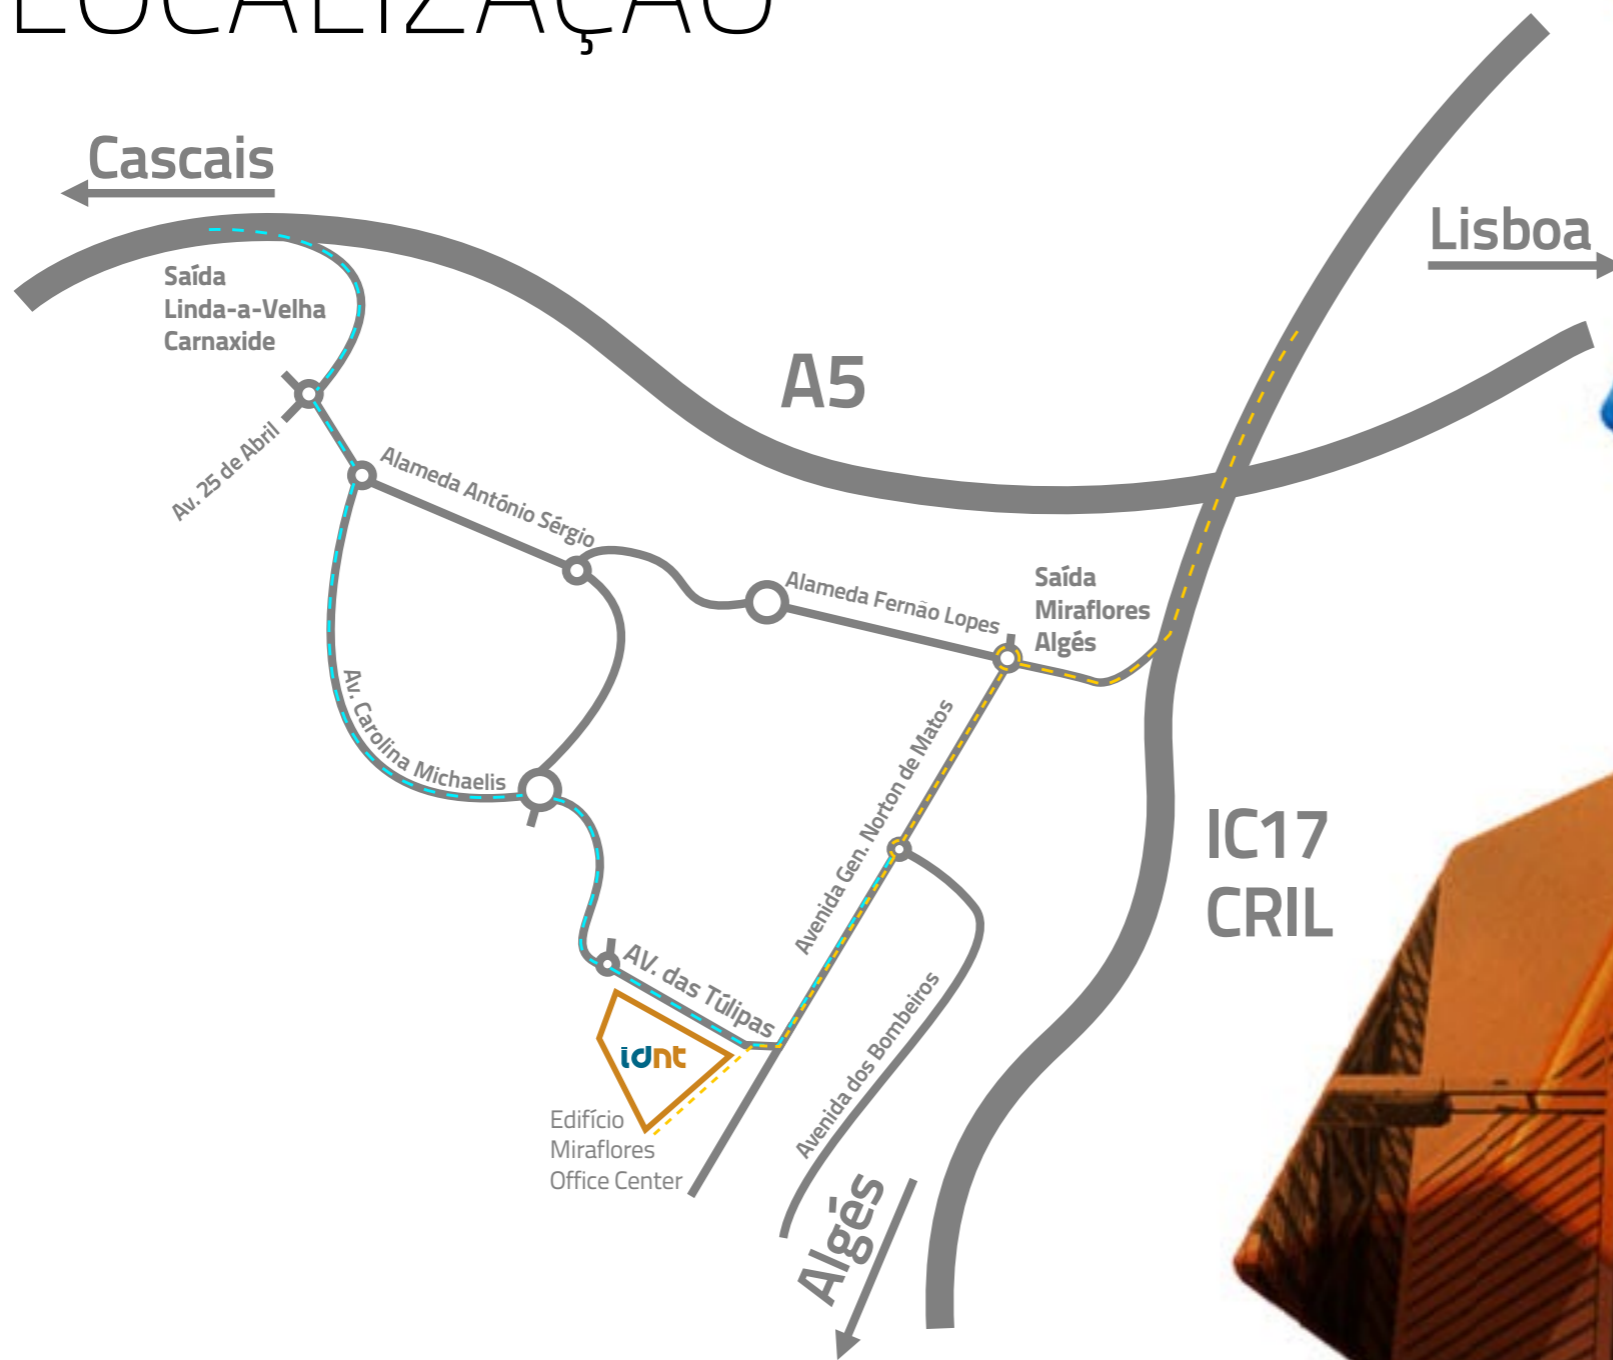 LOCALIZAÇÃO
Cascais
Lisboa
Saída
Linda-a-Velha
Carnaxide
A5
Av. 25 de Abril
Alameda António Sérgio
Alameda Fernão Lopes
Saída
Miraflores
Algés
Av. Carolina Michaelis
Avenida Gen. Norton de Matos
IC17
CRIL
AV. das Túlipas
idnt
Avenida dos Bombeiros
Edifício
Miraflores
Office Center
Algés